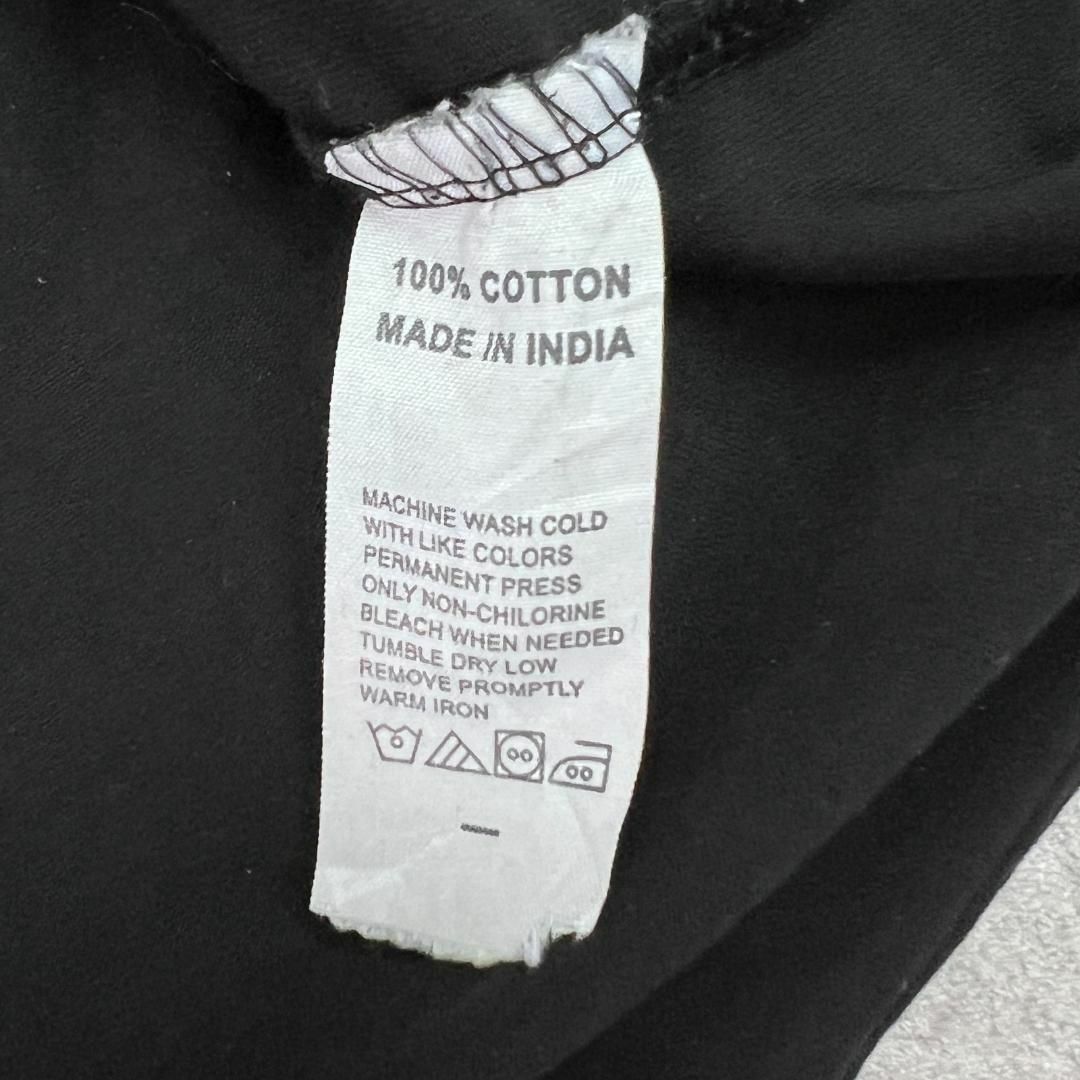 100% COTTON
MADE IN INDIA
MACHINE WASH COLD
WITH LIKE COLORS
PERMANENT PRESS
ONLY NON-CHILORINE
BLEACH WHEN NEEDED
TUMBLE DRY LOW
REMOVE PROMPTLY
WARM IRON